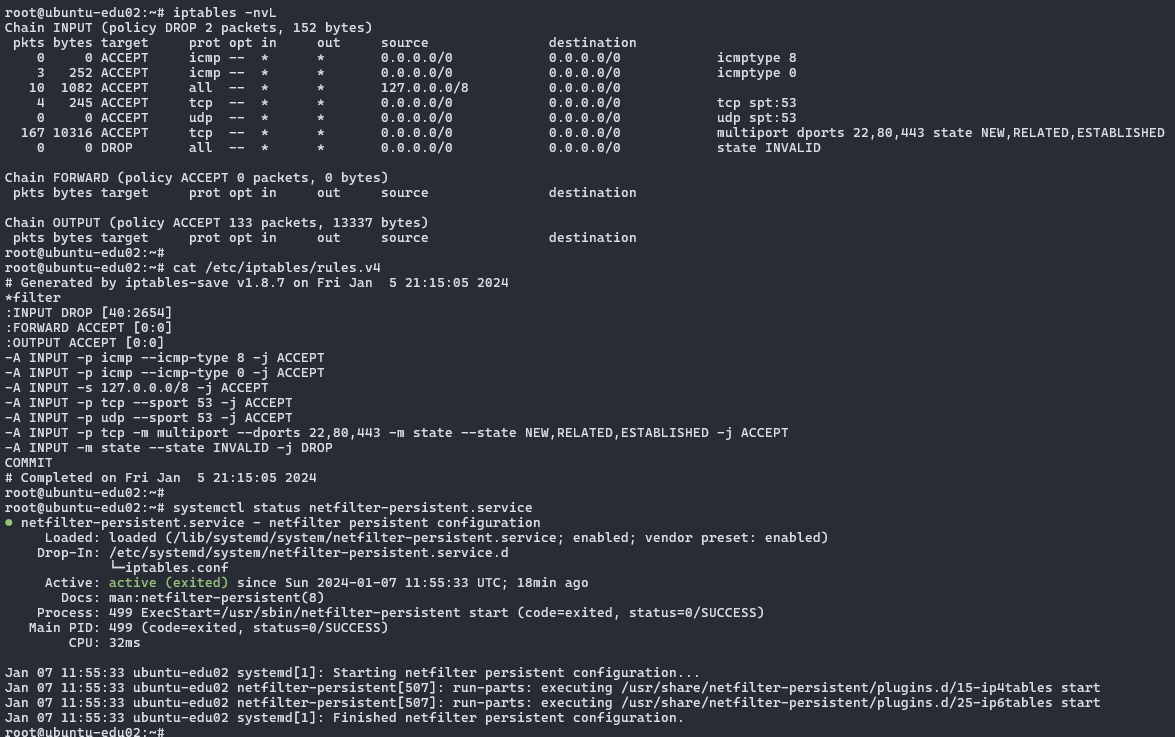 root@ubuntu-edu02:~# iptables -nvL
Chain INPUT (policy DROP 2 packets, 152 bytes)
 pkts bytes target     prot opt in     out     source               destination
    0     0 ACCEPT     icmp --  *      *       0.0.0.0/0            0.0.0.0/0            icmptype 8
    3   252 ACCEPT     icmp --  *      *       0.0.0.0/0            0.0.0.0/0            icmptype 0
   10  1082 ACCEPT     all  --  *      *       127.0.0.0/8          0.0.0.0/0
    4   245 ACCEPT     tcp  --  *      *       0.0.0.0/0            0.0.0.0/0            tcp spt:53
    0     0 ACCEPT     udp  --  *      *       0.0.0.0/0            0.0.0.0/0            udp spt:53
  167 10316 ACCEPT     tcp  --  *      *       0.0.0.0/0            0.0.0.0/0            multiport dports 22,80,443 state NEW,RELATED,ESTABLISHED
    0     0 DROP       all  --  *      *       0.0.0.0/0            0.0.0.0/0            state INVALID

Chain FORWARD (policy ACCEPT 0 packets, 0 bytes)
 pkts bytes target     prot opt in     out     source               destination

Chain OUTPUT (policy ACCEPT 133 packets, 13337 bytes)
 pkts bytes target     prot opt in     out     source               destination
root@ubuntu-edu02:~#
root@ubuntu-edu02:~# cat /etc/iptables/rules.v4
# Generated by iptables-save v1.8.7 on Fri Jan  5 21:15:05 2024
*filter
:INPUT DROP [40:2654]
:FORWARD ACCEPT [0:0]
:OUTPUT ACCEPT [0:0]
-A INPUT -p icmp --icmp-type 8 -j ACCEPT
-A INPUT -p icmp --icmp-type 0 -j ACCEPT
-A INPUT -s 127.0.0.0/8 -j ACCEPT
-A INPUT -p tcp --sport 53 -j ACCEPT
-A INPUT -p udp --sport 53 -j ACCEPT
-A INPUT -p tcp -m multiport --dports 22,80,443 -m state --state NEW,RELATED,ESTABLISHED -j ACCEPT
-A INPUT -m state --state INVALID -j DROP
COMMIT
# Completed on Fri Jan  5 21:15:05 2024
root@ubuntu-edu02:~#
root@ubuntu-edu02:~# systemctl status netfilter-persistent.service
● netfilter-persistent.service - netfilter persistent configuration
     Loaded: loaded (/lib/systemd/system/netfilter-persistent.service; enabled; vendor preset: enabled)
    Drop-In: /etc/systemd/system/netfilter-persistent.service.d
             └─iptables.conf
     Active: active (exited) since Sun 2024-01-07 11:55:33 UTC; 18min ago
       Docs: man:netfilter-persistent(8)
    Process: 499 ExecStart=/usr/sbin/netfilter-persistent start (code=exited, status=0/SUCCESS)
   Main PID: 499 (code=exited, status=0/SUCCESS)
        CPU: 32ms

Jan 07 11:55:33 ubuntu-edu02 systemd[1]: Starting netfilter persistent configuration...
Jan 07 11:55:33 ubuntu-edu02 netfilter-persistent[507]: run-parts: executing /usr/share/netfilter-persistent/plugins.d/15-ip4tables start
Jan 07 11:55:33 ubuntu-edu02 netfilter-persistent[507]: run-parts: executing /usr/share/netfilter-persistent/plugins.d/25-ip6tables start
Jan 07 11:55:33 ubuntu-edu02 systemd[1]: Finished netfilter persistent configuration.
root@ubuntu-edu02:~#